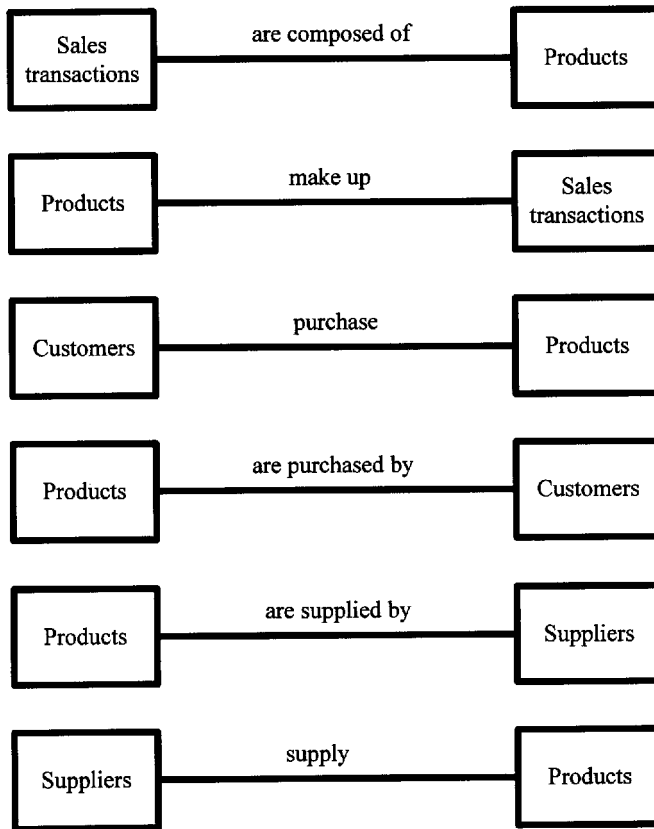 Sales
transactions
are composed of
Products
Products
make up
Sales
transactions
Customers
purchase
Products
Products
are purchased by
Customers
Products
are supplied by
Suppliers
Suppliers
supply
Products